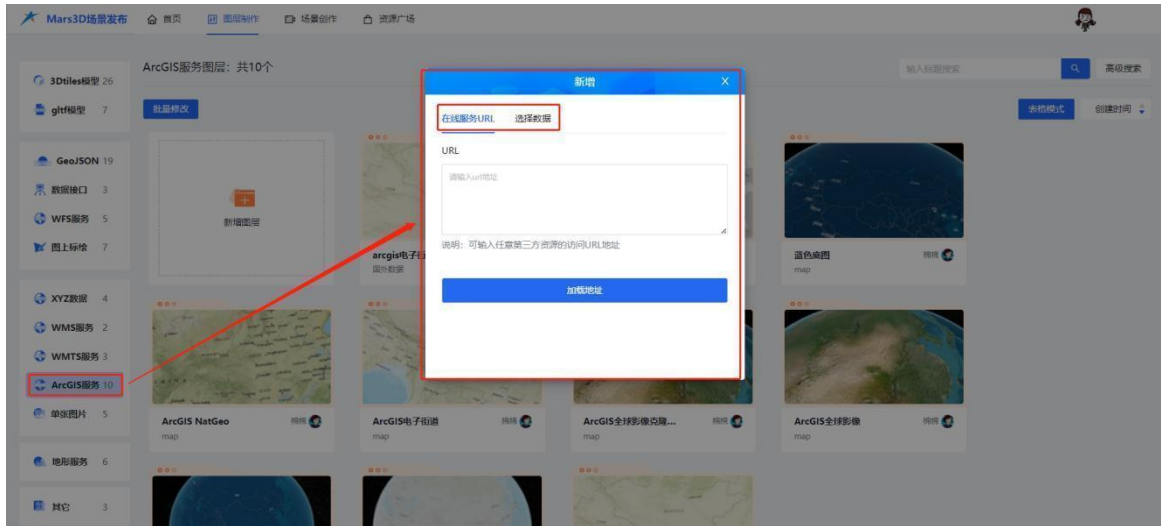 Mars3D场景发布 首页 图层制作 场景创作 资源广场
ArcGIS服务图层：共10个
输入标题搜索 高级搜索
批量修改
表格模式 创建时间
3Dtiles模型 26
gltf模型 7
GeoJSON 19
数据接口 3
WFS服务 5
图上标绘 7
XYZ数据 4
WMS服务 2
WMTS服务 3
ArcGIS服务 10
单张图片 5
地形服务 6
其它 3
新增图层
新增 X
在线服务URL 选择数据
URL
请输入url地址
说明：可输入任意第三方资源的访问URL地址
加载地址
arcgis电子街
国外数据
蓝色底图
map
ArcGIS NatGeo
map
ArcGIS电子街道
map
ArcGIS全球影像克隆...
map
ArcGIS全球影像
map